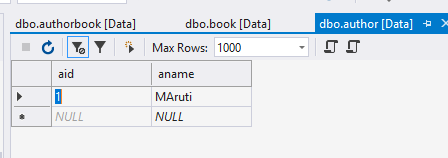 dbo.authorbook [Data] dbo.book [Data] dbo.author [Data]
Max Rows: 1000
aid aname
1 MAruti
NULL NULL